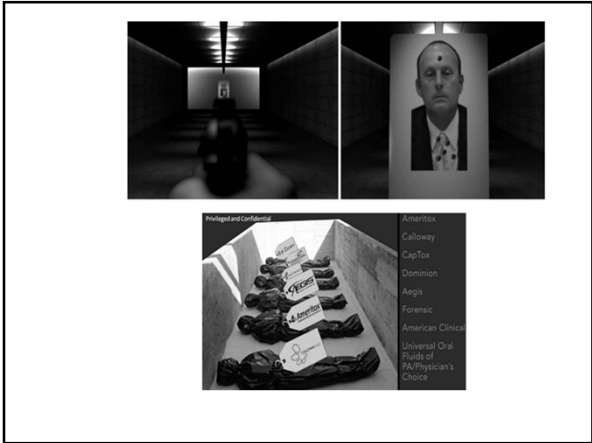 Privileged and Confidential
Ameritox
Calloway
CapTox
Dominion
Aegis
Forensic
American Clinical
Universal Oral
Fluids of
PA/Physician's
Choice
AEGIS
Ameritox